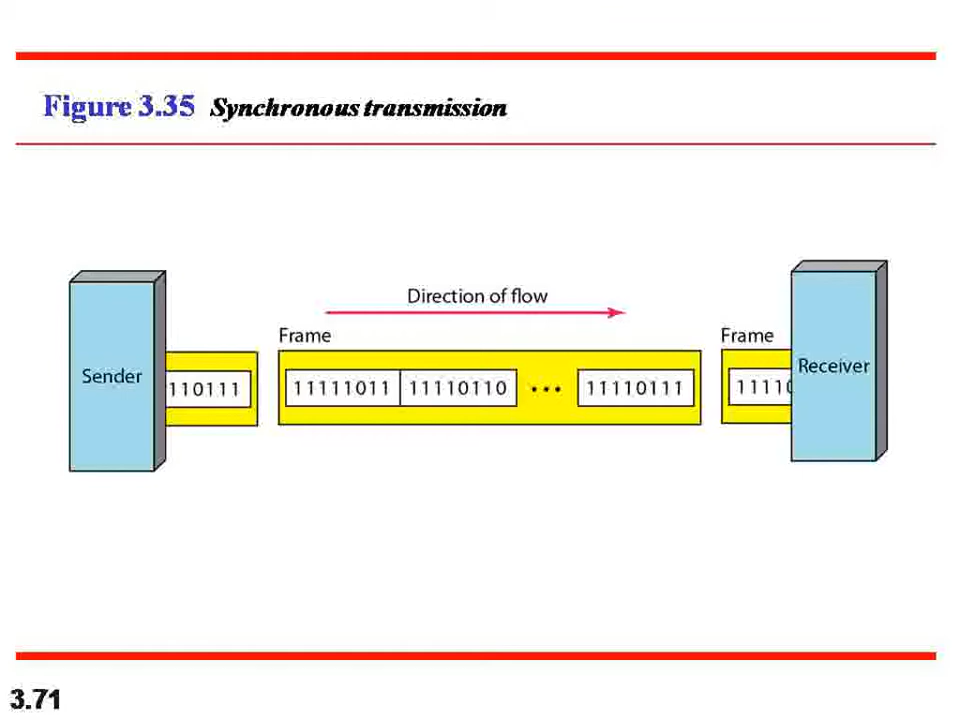 Figure 3.35 Synchronous transmission
Direction of flow
Frame
Frame
Sender
110111
11111011 11110110 ... 11110111
11110
Receiver
3.71